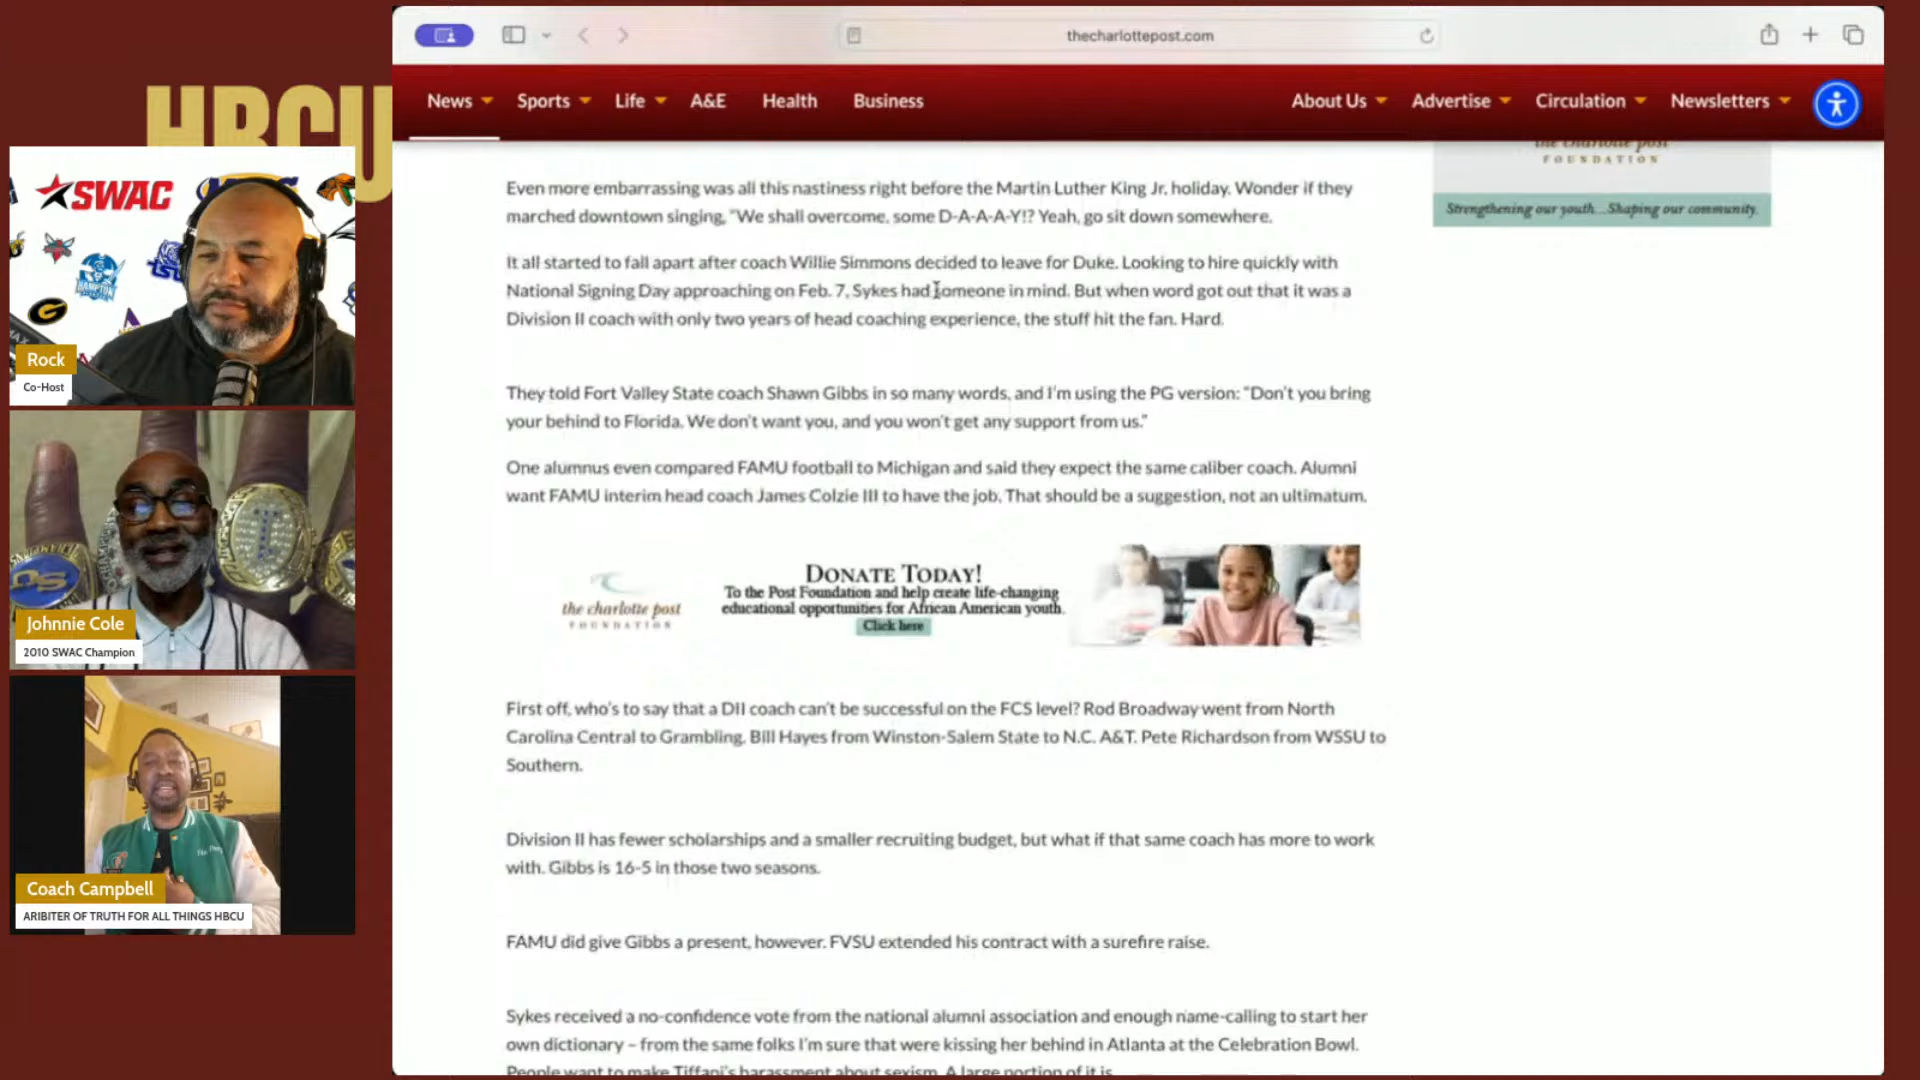 HBCU
SWAC
Rock
Co-Host
Johnnie Cole
2010 SWAC Champion
Coach Campbell
ARIBITER OF TRUTH FOR ALL THINGS HBCU
thecharlottepost.com
News
Sports
Life
A&E
Health
Business
About Us
Advertise
Circulation
Newsletters
the charlotte post
FOUNDATION
Strengthening our youth...Shaping our community.
Even more embarrassing was all this nastiness right before the Martin Luther King Jr. holiday. Wonder if they
marched downtown singing, “We shall overcome, some D-A-A-A-Y!? Yeah, go sit down somewhere.
It all started to fall apart after coach Willie Simmons decided to leave for Duke. Looking to hire quickly with
National Signing Day approaching on Feb. 7, Sykes had someone in mind. But when word got out that it was a
Division II coach with only two years of head coaching experience, the stuff hit the fan. Hard.
They told Fort Valley State coach Shawn Gibbs in so many words, and I’m using the PG version: “Don’t you bring
your behind to Florida. We don’t want you, and you won’t get any support from us.”
One alumnus even compared FAMU football to Michigan and said they expect the same caliber coach. Alumni
want FAMU interim head coach James Colzie III to have the job. That should be a suggestion, not an ultimatum.
the charlotte post
FOUNDATION
DONATE TODAY!
To the Post Foundation and help create life-changing
educational opportunities for African American youth.
Click here
First off, who’s to say that a DII coach can’t be successful on the FCS level? Rod Broadway went from North
Carolina Central to Grambling. Bill Hayes from Winston-Salem State to N.C. A&T. Pete Richardson from WSSU to
Southern.
Division II has fewer scholarships and a smaller recruiting budget, but what if that same coach has more to work
with. Gibbs is 16-5 in those two seasons.
FAMU did give Gibbs a present, however. FVSU extended his contract with a surefire raise.
Sykes received a no-confidence vote from the national alumni association and enough name-calling to start her
own dictionary – from the same folks I’m sure that were kissing her behind in Atlanta at the Celebration Bowl.
People want to make Tiffani’s harassment about sexism. A large portion of it is.